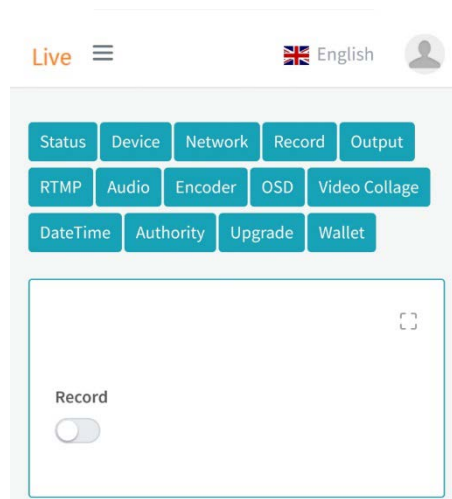 Live English
Status Device Network Record Output
RTMP Audio Encoder OSD Video Collage
DateTime Authority Upgrade Wallet
Record